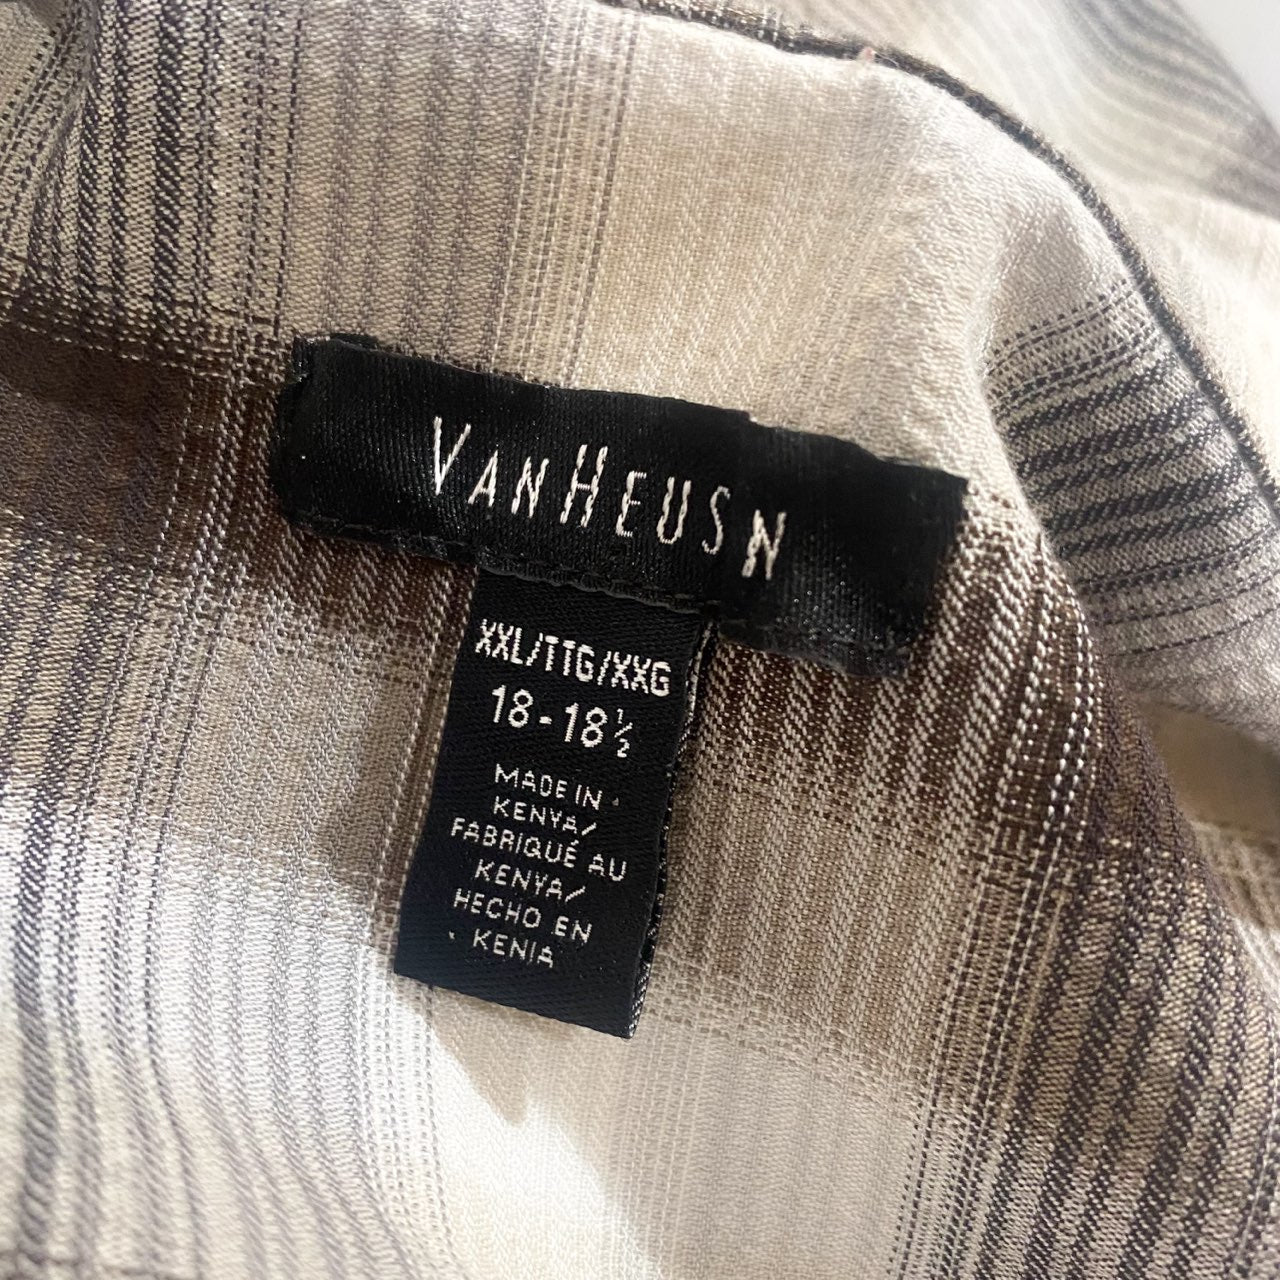 VANHEUSN
XXL/TTG/XXG
18-18½
MADE IN
KENYA/
FABRIQUÉ AU
KENYA/
HECHO EN
KENIA